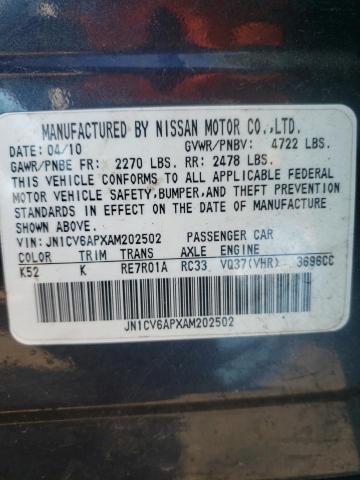 MANUFACTURED BY NISSAN MOTOR CO.,LTD.
DATE: 04/10 GVWR/PNBV: 4722 LBS.
GAWR/PNBE FR: 2270 LBS. RR: 2478 LBS.
THIS VEHICLE CONFORMS TO ALL APPLICABLE FEDERAL
MOTOR VEHICLE SAFETY,BUMPER,AND THEFT PREVENTION
STANDARDS IN EFFECT ON THE DATE OF MANUFACTURE
SHOWN ABOVE.
VIN: JN1CV6APXAM202502 PASSENGER CAR
COLOR TRIM TRANS AXLE ENGINE
K52 K RE7R01A RC33 VQ37(VHR) 3696CC
JN1CV6APXAM202502